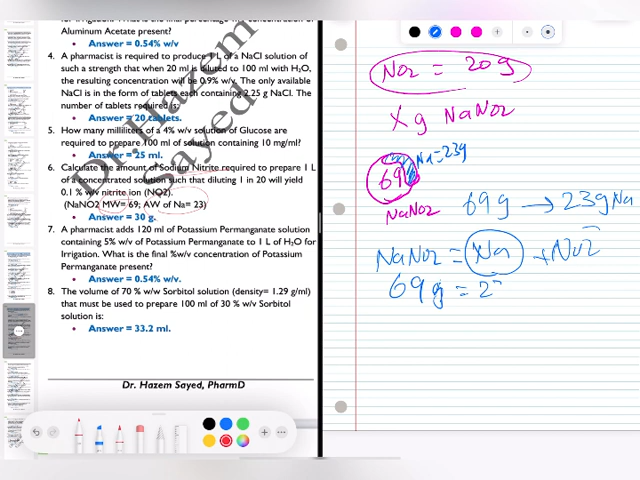 Aluminum Acetate present?
• Answer = 0.54% w/v
4. A pharmacist is required to produce 1 L of a NaCl solution
of such a strength that when 20 ml is diluted to 100 ml with H₂O,
the resulting concentration will be 0.9% w/v. The only available
NaCl is in the form of tablets each containing 2.25 g NaCl. The
number of tablets required is:
• Answer = 20 tablets.
5. How many milliliters of a 4% w/v solution of Glucose are
required to prepare 100 ml of solution containing 10 mg/ml?
• Answer = 25 ml.
6. Calculate the amount of Sodium Nitrite required to prepare 1 L
of a concentrated solution such that diluting 1 in 20 will yield
0.1 % w/v nitrite ion (NO2).
(NaNO2 MW= 69; AW of Na= 23)
• Answer = 30 g.
7. A pharmacist adds 120 ml of Potassium Permanganate solution
containing 5% w/v of Potassium Permanganate to 1 L of H₂O for
Irrigation. What is the final %w/v concentration of Potassium
Permanganate present?
• Answer = 0.54% w/v.
8. The volume of 70 % w/w Sorbitol solution (density= 1.29 g/ml)
that must be used to prepare 100 ml of 30 % w/w Sorbitol
solution is:
• Answer = 33.2 ml.
Dr. Hazem Sayed, PharmD
Dr. Hazem
Sayed
NO2 = 20 g
X g NaNO2
Na=23g
69
NaNO2
69 g → 23 g Na
NaNO2 = Na + NO2
69 g = 2